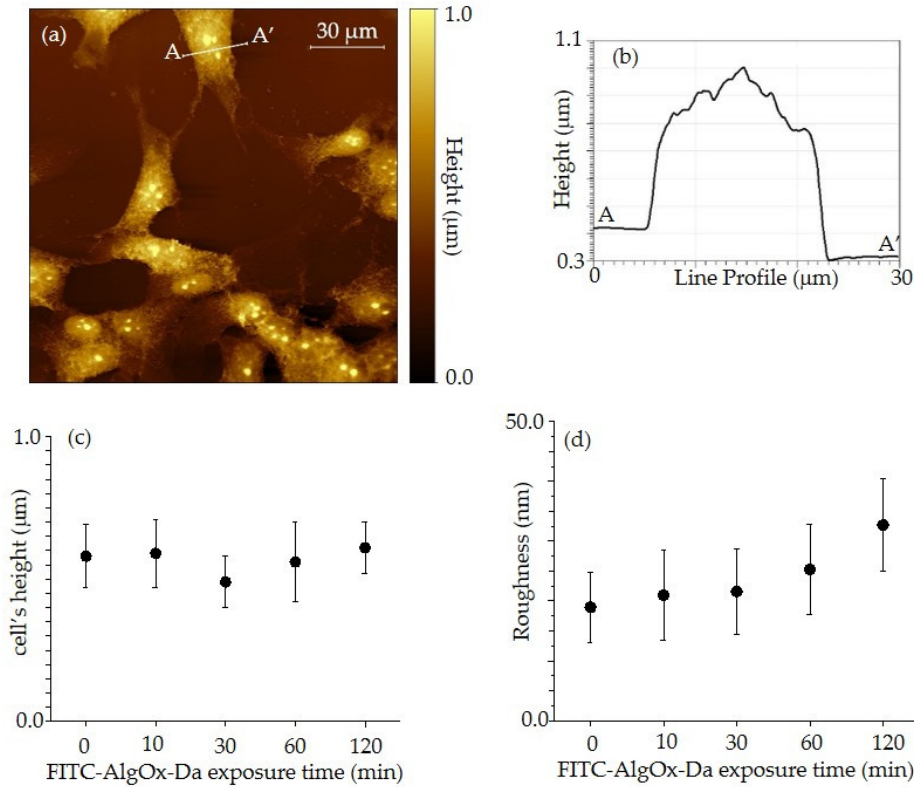 (a)
A
A'
30 µm
1.0
Height (µm)
0.0
(b)
1.1
Height (µm)
0.3
A
A'
0
Line Profile (µm)
30
(c)
1.0
cell's height (µm)
0.0
0 10 30 60 120
FITC-AlgOx-Da exposure time (min)
(d)
50.0
Roughness (nm)
0.0
0 10 30 60 120
FITC-AlgOx-Da exposure time (min)